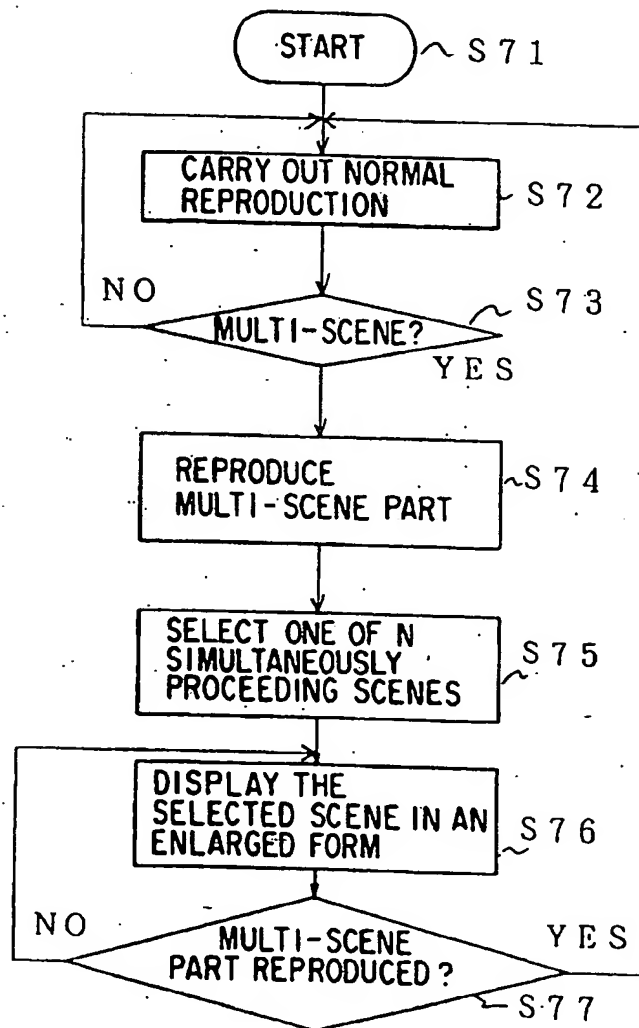 START
S71
CARRY OUT NORMAL
REPRODUCTION
S72
NO
S73
MULTI-SCENE?
YES
REPRODUCE
MULTI-SCENE PART
S74
SELECT ONE OF N
SIMULTANEOUSLY
PROCEEDING SCENES
S75
DISPLAY THE
SELECTED SCENE IN AN
ENLARGED FORM
S76
NO
MULTI-SCENE
PART REPRODUCED?
YES
S77